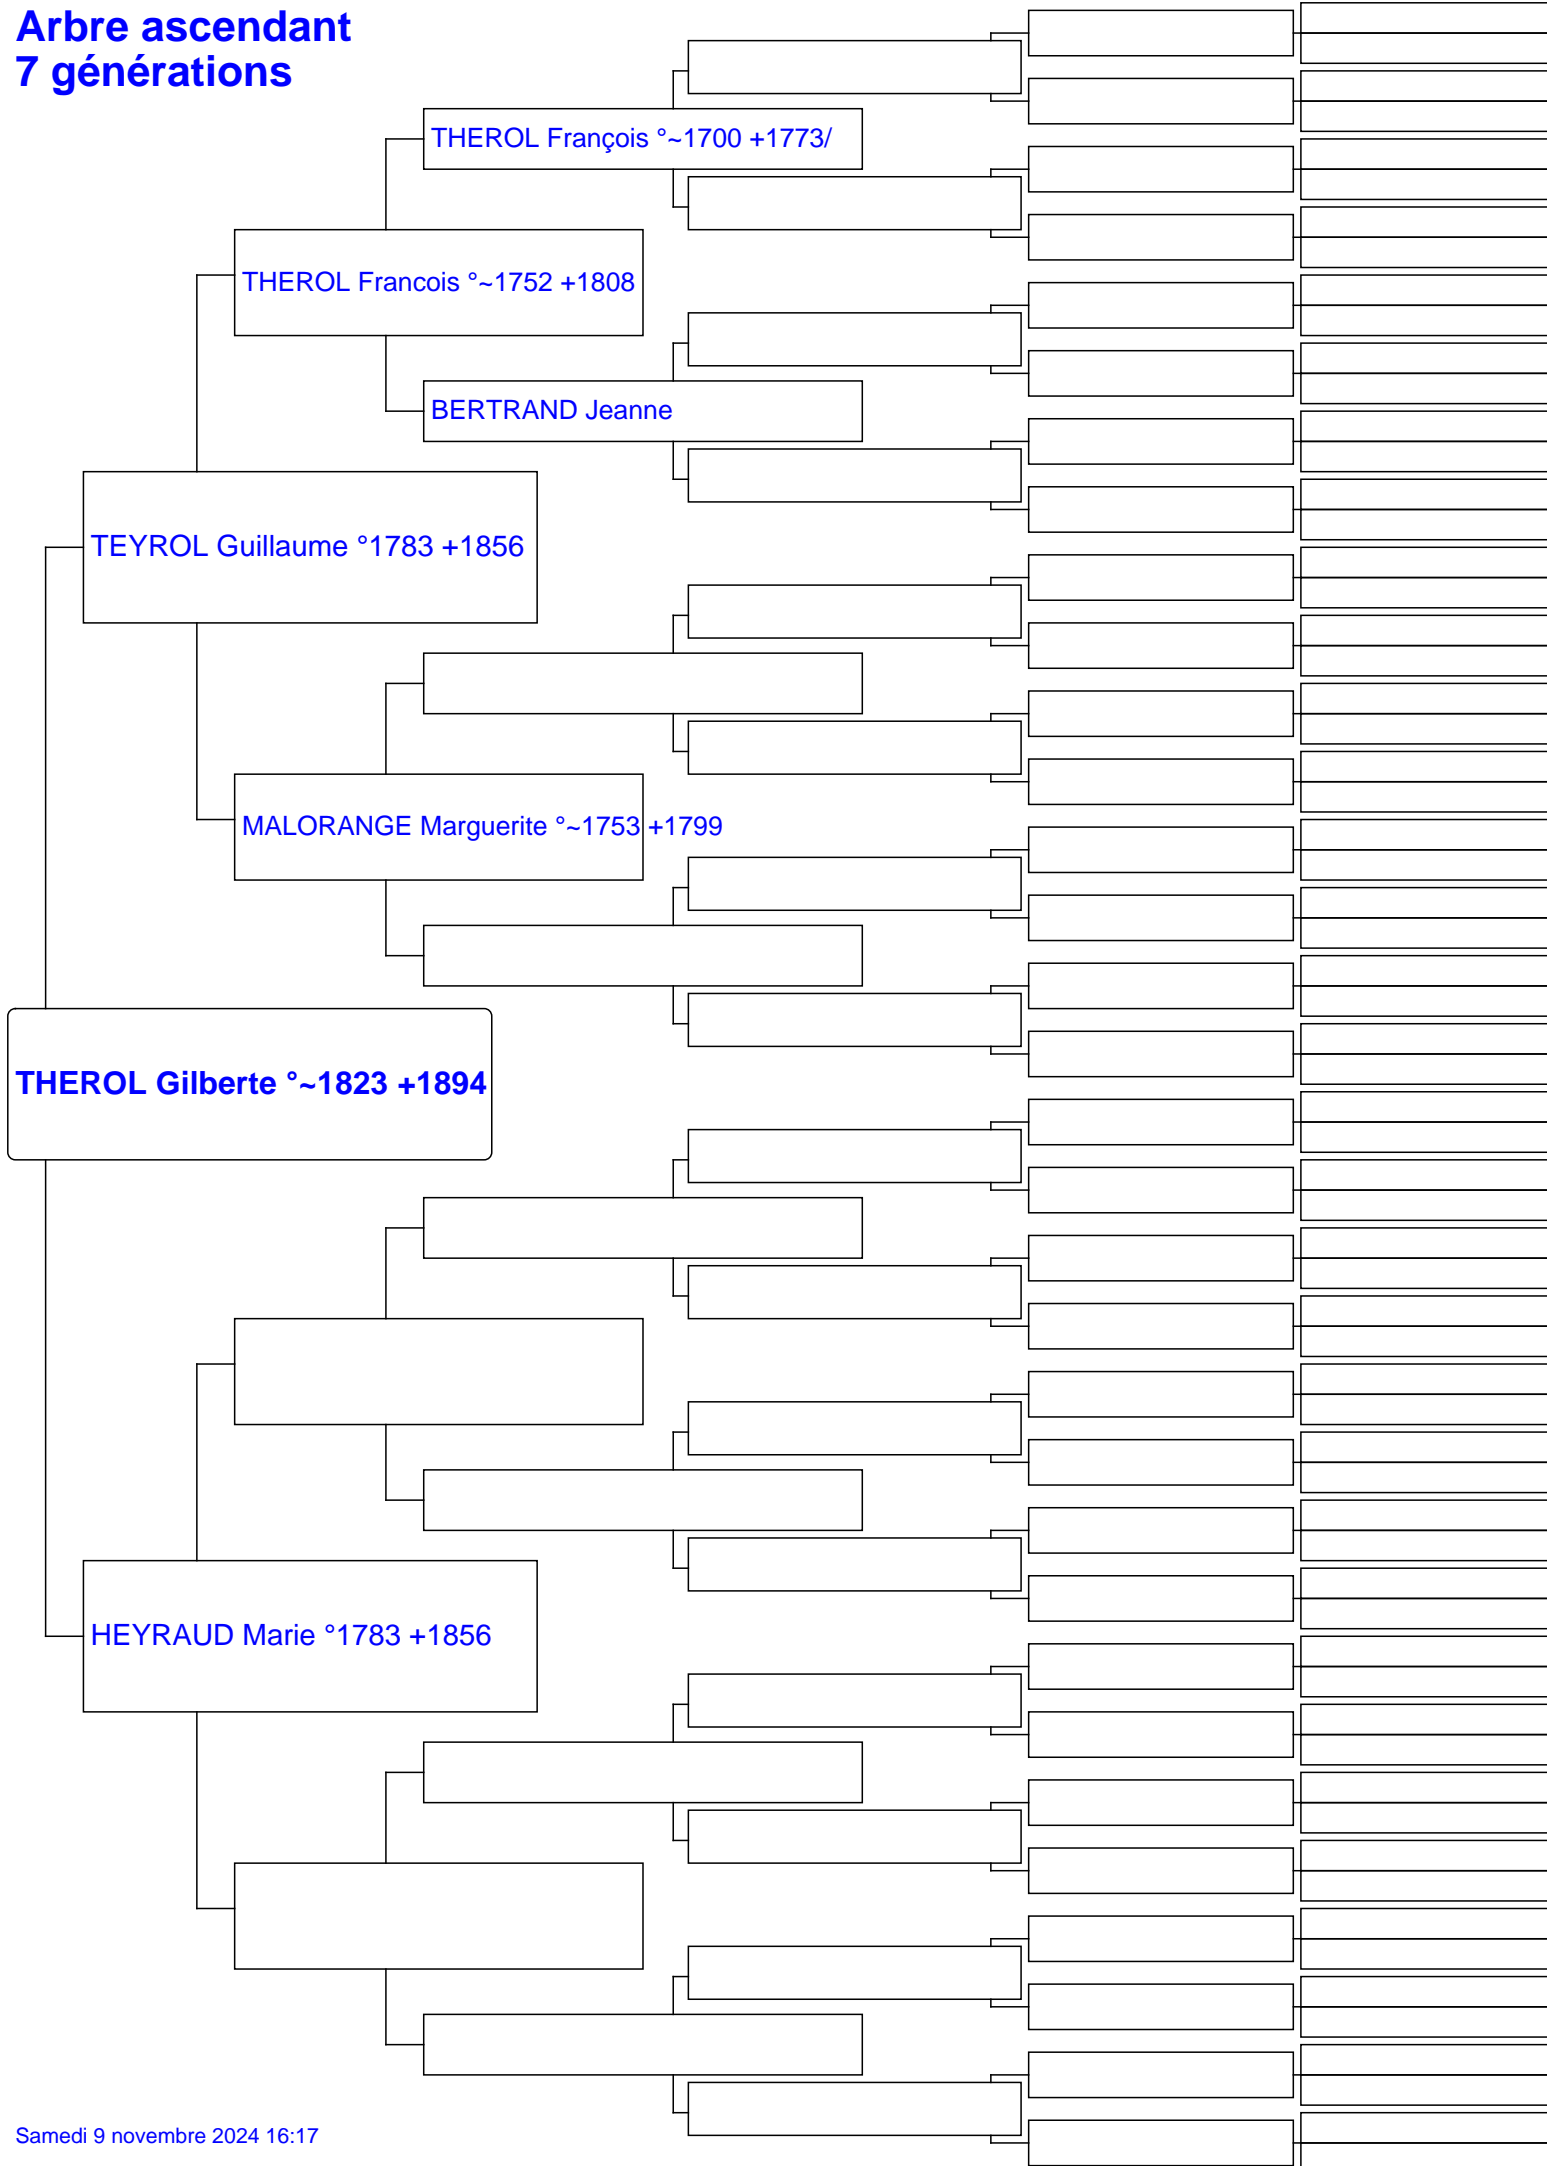 Arbre ascendant
7 générations
THEROL François °~1700 +1773/
THEROL Francois °~1752 +1808
BERTRAND Jeanne
TEYROL Guillaume °1783 +1856
MALORANGE Marguerite °~1753 +1799
THEROL Gilberte °~1823 +1894
HEYRAUD Marie °1783 +1856
Samedi 9 novembre 2024 16:17